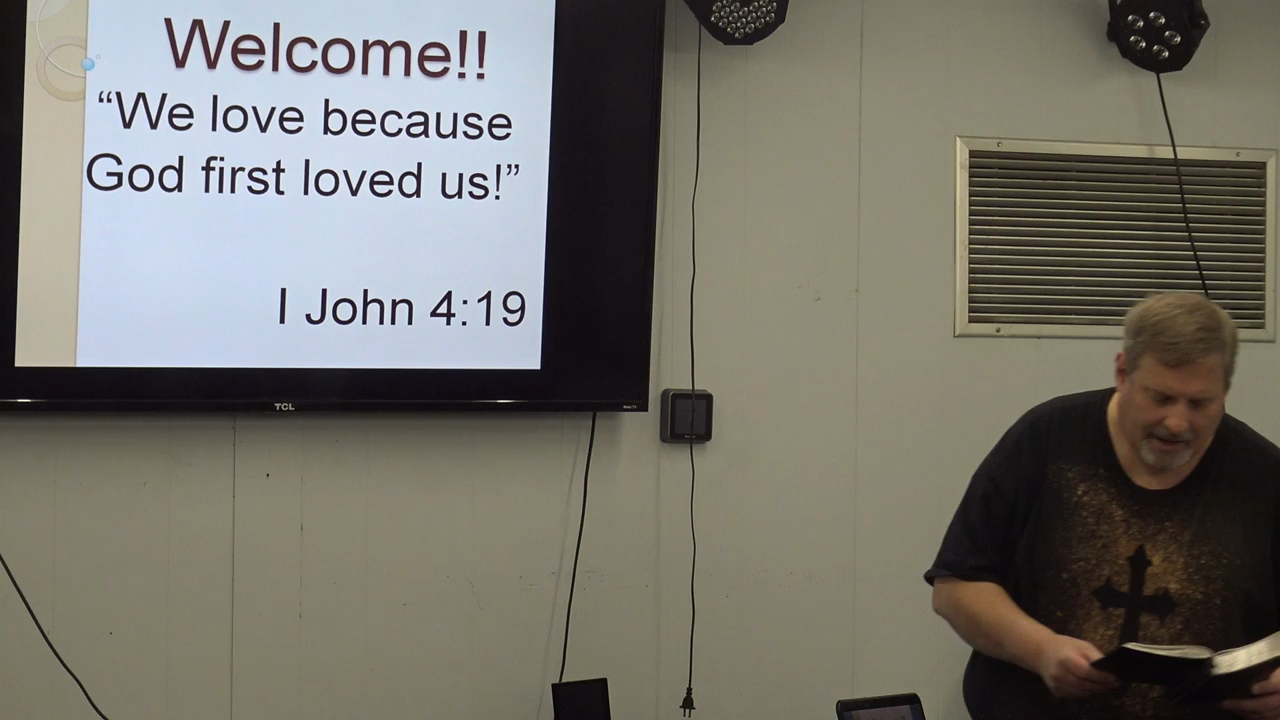 Welcome!!
“We love because
God first loved us!”
I John 4:19
TCL